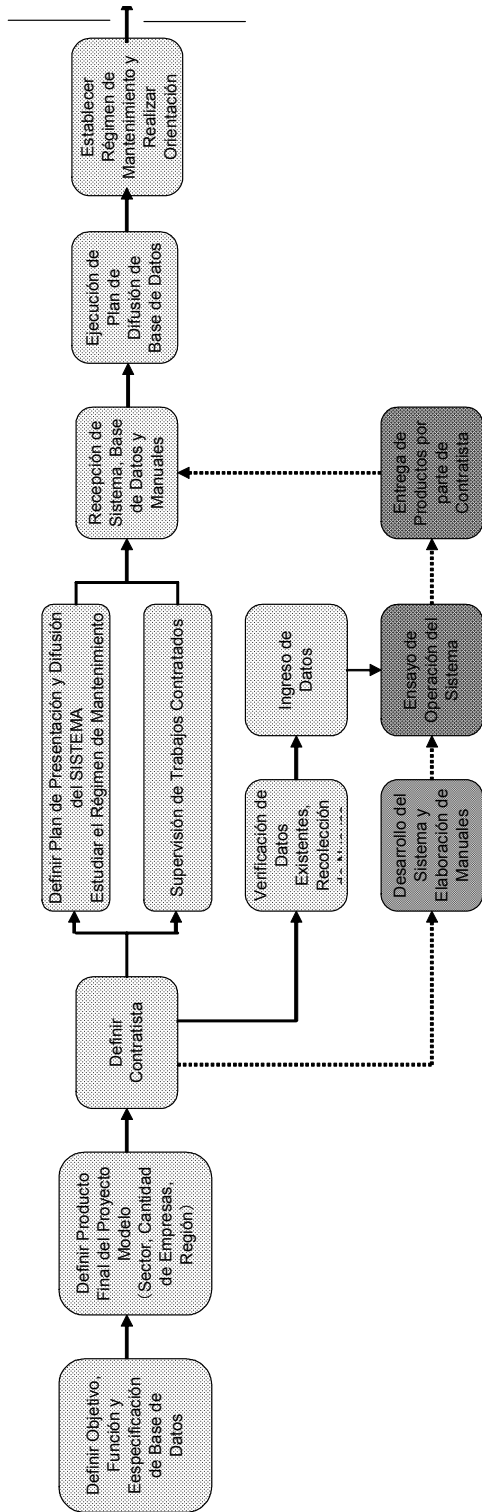 Definir Objetivo,
Función y
Eespecificación
de Base de
Datos
Definir Producto
Final del Proyecto
Modelo
(Sector, Cantidad
de Empresas,
Región)
Definir
Contratista
Definir Plan de Presentación y Difusión
del SISTEMA
Estudiar el Régimen de Mantenimiento
Supervisión de Trabajos Contratados
Verificación de
Datos
Existentes,
Recolección
Ingreso de
Datos
Desarrollo del
Sistema y
Elaboración de
Manuales
Ensayo de
Operación del
Sistema
Entrega de
Productos por
parte de
Contralista
Recepción de
Sistema, Base
de Datos y
Manuales
Ejecución de
Plan de
Difusión de
Base de Datos
Establecer
Régimen de
Mantenimiento y
Realizar
Orientación